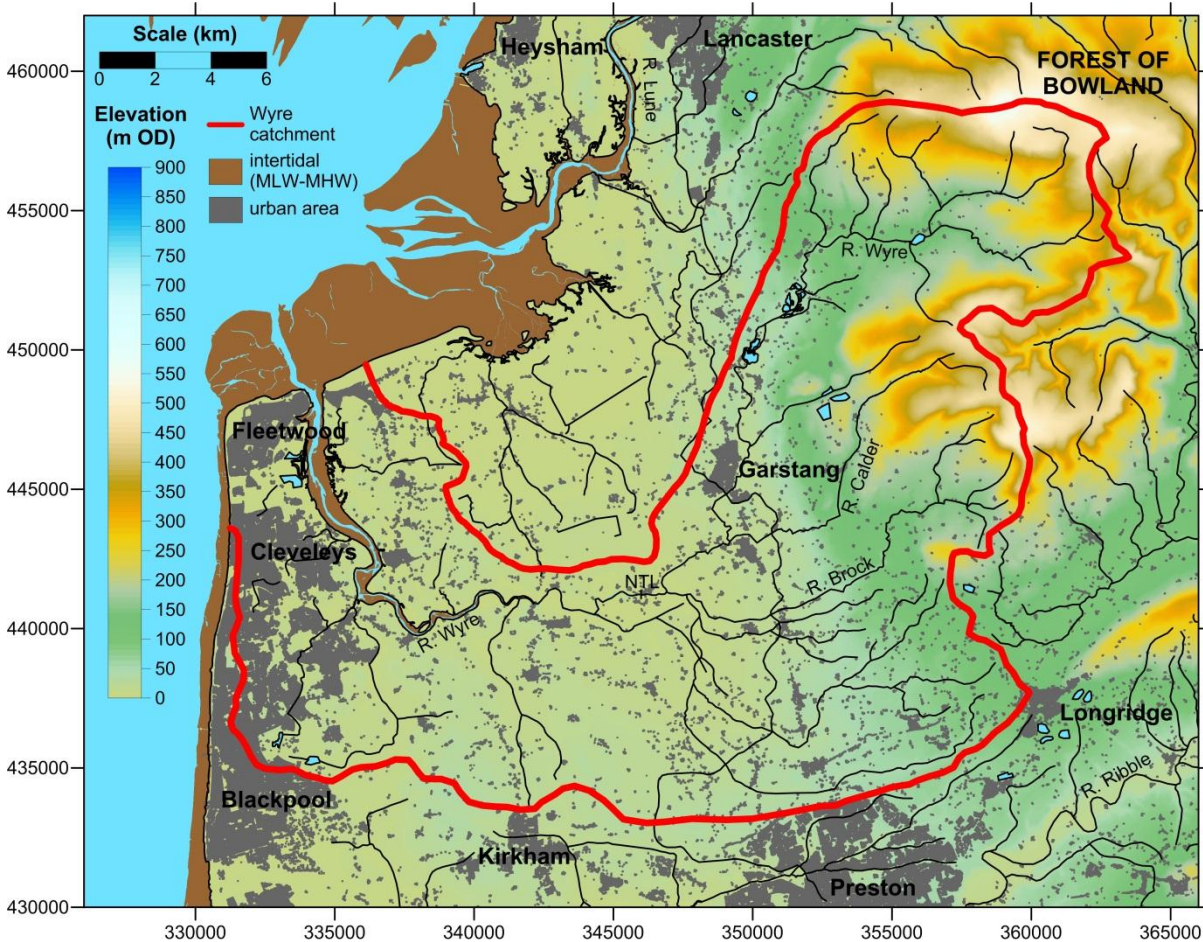 Scale (km)
0 2 4 6
Elevation
(m OD)
900
850
800
750
700
650
600
550
500
450
400
350
300
250
200
150
100
50
0
Wyre
catchment
intertidal
(MLW-MHW)
urban area
Heysham
Lancaster
R. Lune
FOREST OF
BOWLAND
R. Wyre
Fleetwood
Garstang
R. Calder
Cleveleys
NTL
R. Brock
R. Wyre
Longridge
R. Ribble
Blackpool
Kirkham
Preston
460000
455000
450000
445000
440000
435000
430000
330000 335000 340000 345000 350000 355000 360000 365000